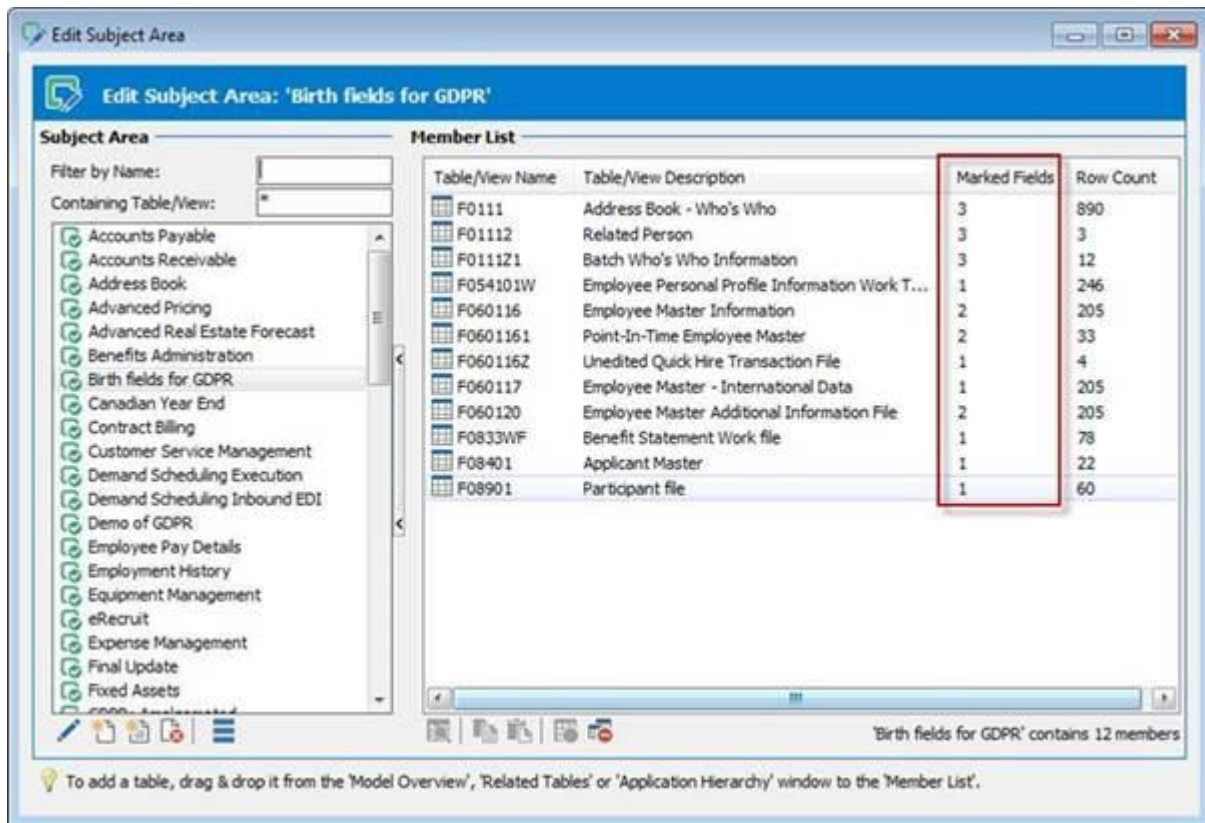 Edit Subject Area
Edit Subject Area: 'Birth fields for GDPR'
Subject Area
Filter by Name:
Containing Table/View: *
Accounts Payable
Accounts Receivable
Address Book
Advanced Pricing
Advanced Real Estate Forecast
Benefits Administration
Birth fields for GDPR
Canadian Year End
Contract Billing
Customer Service Management
Demand Scheduling Execution
Demand Scheduling Inbound EDI
Demo of GDPR
Employee Pay Details
Employment History
Equipment Management
eRecruit
Expense Management
Final Update
Fixed Assets
Member List
Table/View Name Table/View Description Marked Fields Row Count
F0111 Address Book - Who's Who 3 890
F01112 Related Person 3 3
F0111Z1 Batch Who's Who Information 3 12
F054101W Employee Personal Profile Information Work T... 1 246
F060116 Employee Master Information 2 205
F0601161 Point-In-Time Employee Master 2 33
F060116Z Unedited Quick Hire Transaction File 1 4
F060117 Employee Master - International Data 1 205
F060120 Employee Master Additional Information File 2 205
F0833WF Benefit Statement Work file 1 78
F08401 Applicant Master 1 22
F08901 Participant file 1 60
'Birth fields for GDPR' contains 12 members
To add a table, drag & drop it from the 'Model Overview', 'Related Tables' or 'Application Hierarchy' window to the 'Member List'.